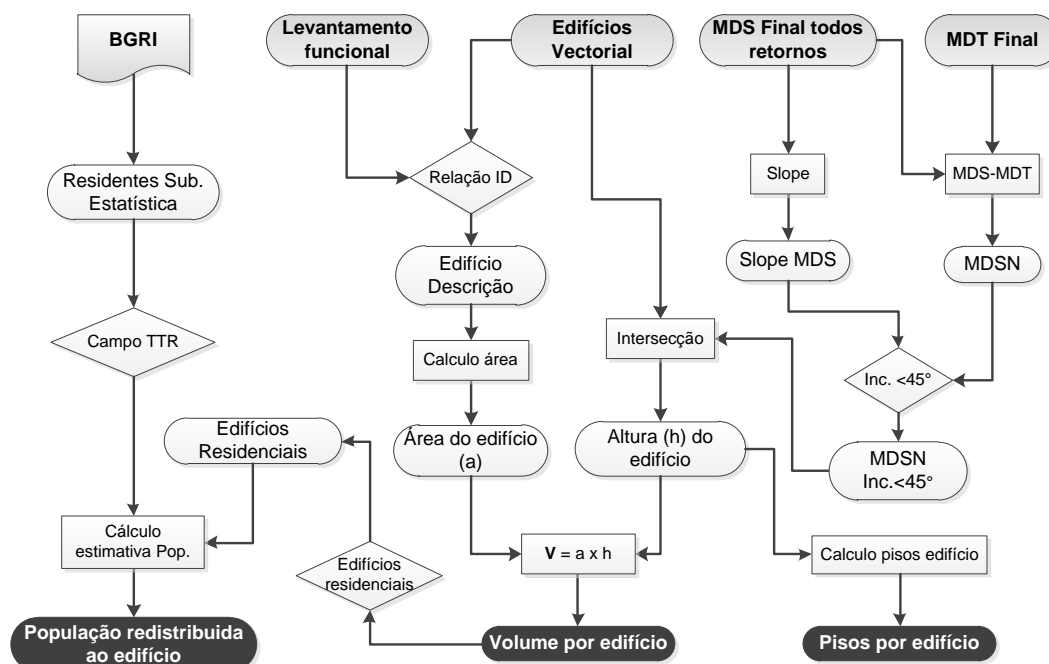 BGRI
Levantamento
funcional
Edifícios
Vectorial
MDS Final todos
retornos
MDT Final
Residentes Sub.
Estatística
Relação ID
Slope
MDS-MDT
Edifício
Descrição
Slope MDS
MDSN
Campo TTR
Calculo área
Intersecção
Inc. <45°
Edifícios
Residenciais
Área do edifício
(a)
Altura (h) do
edifício
MDSN
Inc.<45°
Cálculo
estimativa Pop.
Edifícios
residenciais
V = a x h
Calculo pisos edifício
População redistribuida
ao edifício
Volume por edifício
Pisos por edifício